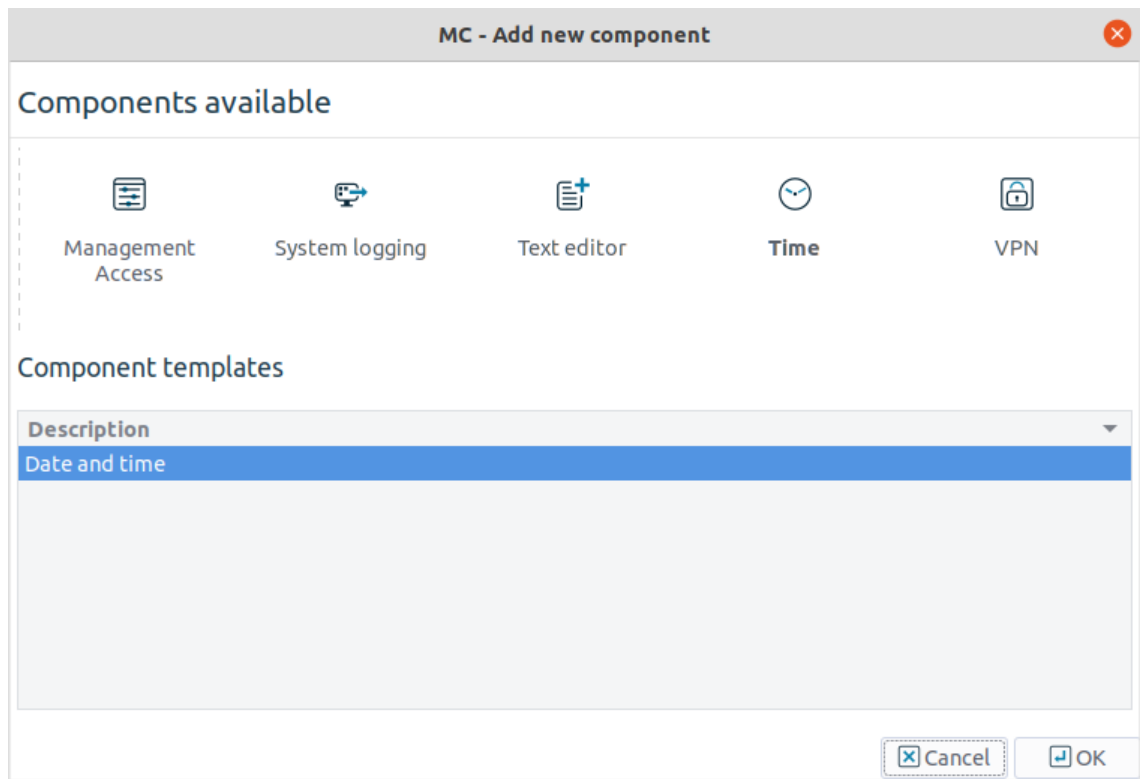 MC - Add new component
Components available
Management
Access
System logging
Text editor
Time
VPN
Component templates
Description
Date and time
Cancel
OK